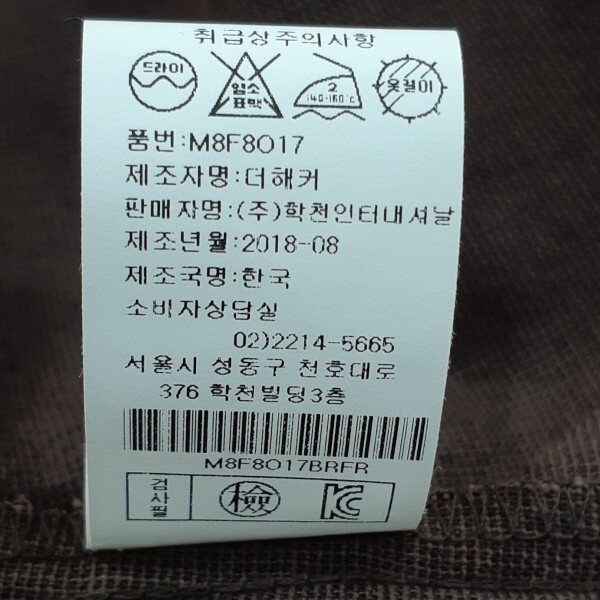 취급상주의사항
드라이 염소 표백 2 140-160℃ 옷걸이
품번:M8F8017
제조자명:더해커
판매자명:(주)학천인터내셔날
제조년월:2018-08
제조국명:한국
소비자상담실
02)2214-5665
서울시 성동구 천호대로
376 학천빌딩3층
M8F8017BRFR
검사필 檢 KC